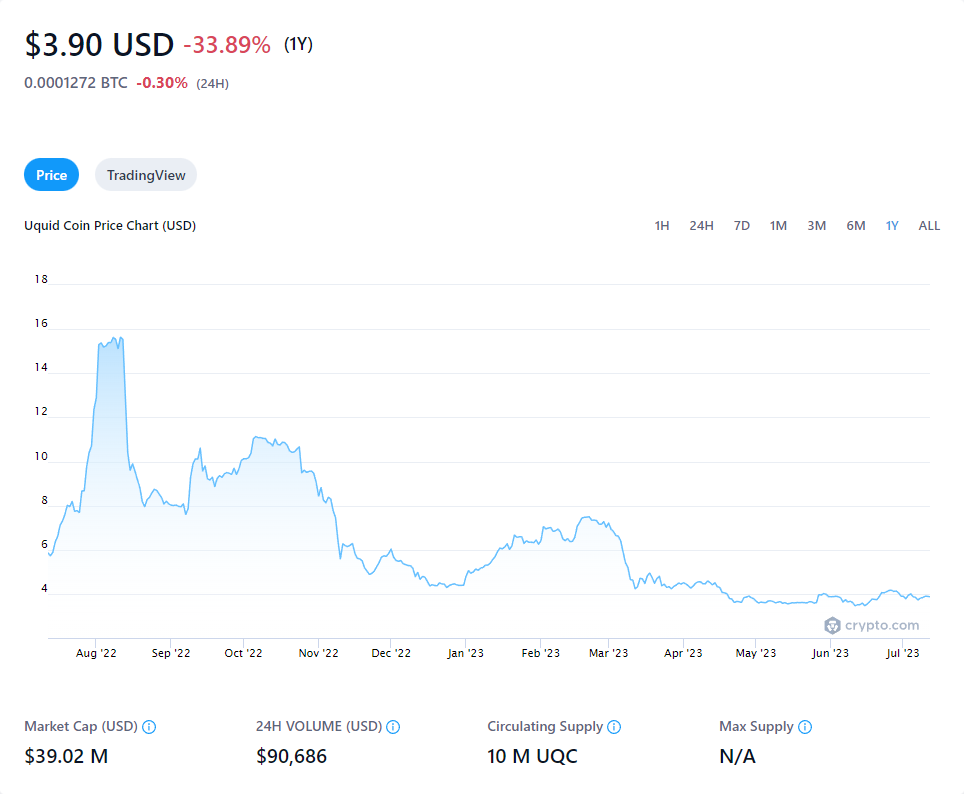 $3.90 USD -33.89% (1Y)
0.0001272 BTC -0.30% (24H)
Price TradingView
Uquid Coin Price Chart (USD) 1H 24H 7D 1M 3M 6M 1Y ALL
18
16
14
12
10
8
6
4
crypto.com
Aug '22 Sep '22 Oct '22 Nov '22 Dec '22 Jan '23 Feb '23 Mar '23 Apr '23 May '23 Jun '23 Jul '23
Market Cap (USD) 24H VOLUME (USD) Circulating Supply Max Supply
$39.02 M $90,686 10 M UQC N/A